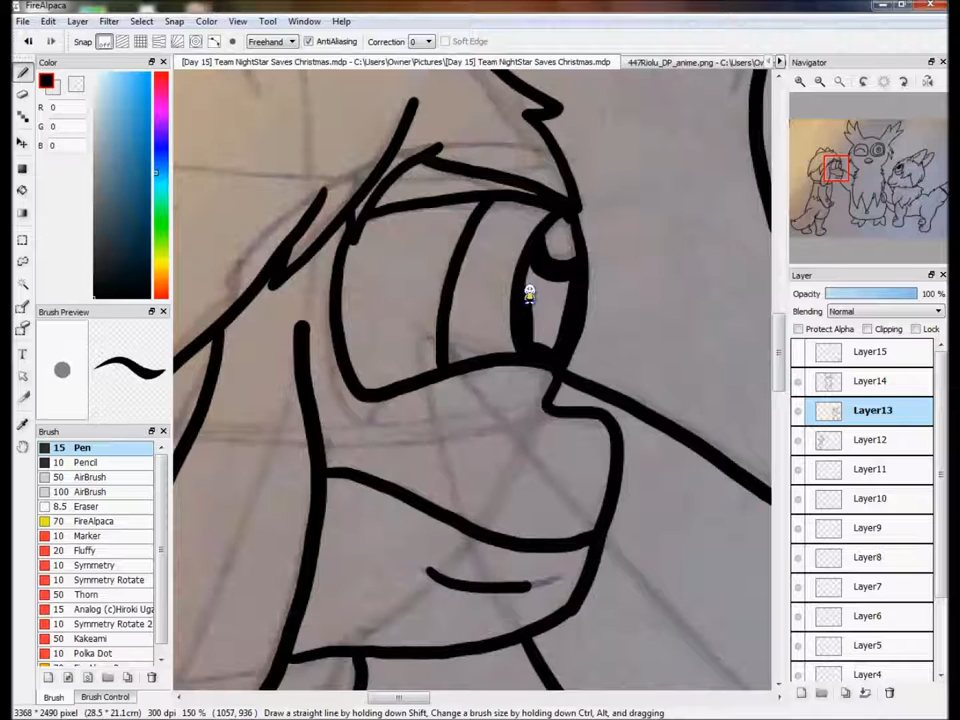 FireAlpaca
File Edit Layer Filter Select Snap Color View Tool Window Help
Snap off Freehand AntiAliasing Correction 0 Soft Edge
Color
R 0
G 0
B 0
Brush Preview
Brush
15 Pen
10 Pencil
50 AirBrush
100 AirBrush
8.5 Eraser
70 FireAlpaca
10 Marker
20 Fluffy
10 Symmetry
10 Symmetry Rotate
50 Thorn
15 Analog (c)Hiroki Uga
10 Symmetry Rotate 2
50 Kakeami
10 Polka Dot
Brush Brush Control
[Day 15] Team NightStar Saves Christmas.mdp - C:\Users\Owner\Pictures\[Day 15] Team NightStar Saves Christmas.mdp
447Riolu_DP_anime.png - C:\Users\Ow
Navigator
Layer
Opacity 100 %
Blending Normal
Protect Alpha Clipping Lock
Layer15
Layer14
Layer13
Layer12
Layer11
Layer10
Layer9
Layer8
Layer7
Layer6
Layer5
Layer4
3368 * 2490 pixel (28.5 * 21.1cm) 300 dpi 150 % (1057, 936) Draw a straight line by holding down Shift, Change a brush size by holding down Ctrl, Alt, and dragging